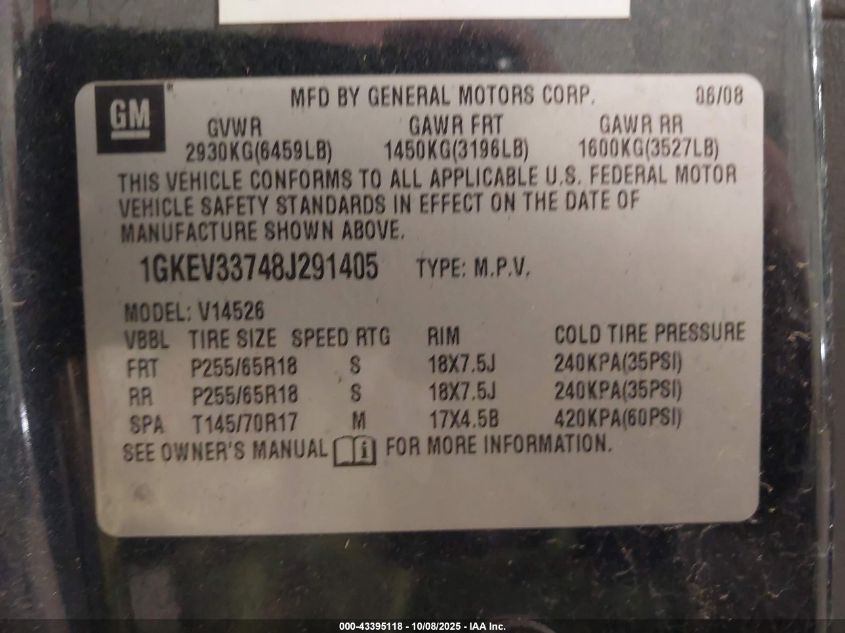 GM
MFD BY GENERAL MOTORS CORP. 06/08
GVWR GAWR FRT GAWR RR
2930KG(6459LB) 1450KG(3196LB) 1600KG(3527LB)
THIS VEHICLE CONFORMS TO ALL APPLICABLE U.S. FEDERAL MOTOR
VEHICLE SAFETY STANDARDS IN EFFECT ON THE DATE OF
MANUFACTURE SHOWN ABOVE.
1GKEV33748J291405 TYPE: M.P.V.
MODEL: V14526
VBBL TIRE SIZE SPEED RTG RIM COLD TIRE PRESSURE
FRT P255/65R18 S 18X7.5J 240KPA(35PSI)
RR P255/65R18 S 18X7.5J 240KPA(35PSI)
SPA T145/70R17 M 17X4.5B 420KPA(60PSI)
SEE OWNER'S MANUAL i FOR MORE INFORMATION.
000-43395118 - 10/08/2025 - IAA Inc.